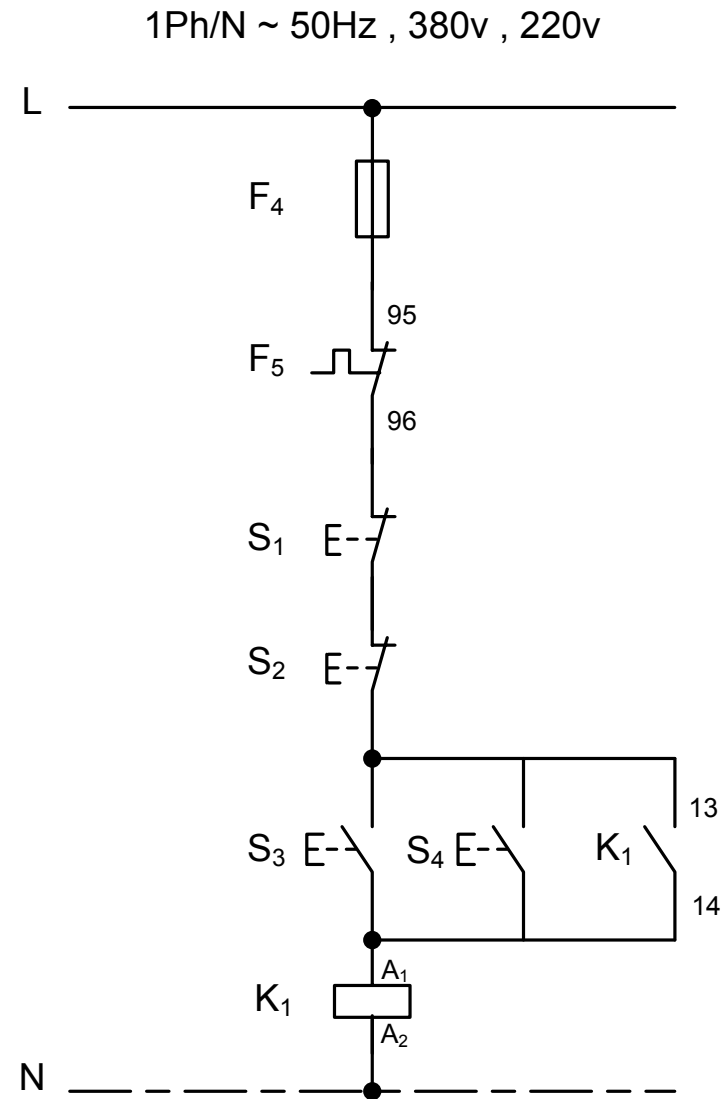 1Ph/N ~ 50Hz , 380v , 220v
L
F₄
95
F₅
96
S₁
S₂
13
S₃
S₄
K₁
14
A₁
K₁
A₂
N